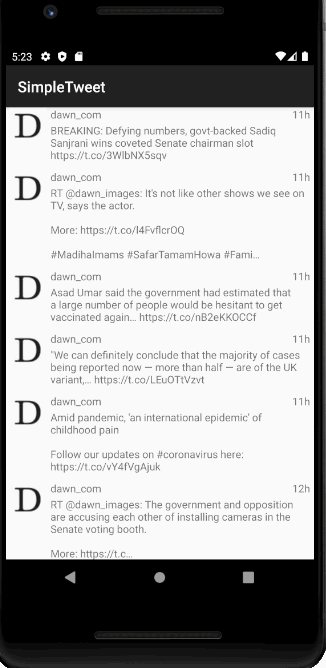 5:23
SimpleTweet
D dawn_com 11h
BREAKING: Defying numbers, govt-backed Sadiq
Sanjrani wins coveted Senate chairman slot
https://t.co/3WlbNX5sqv
D dawn_com 11h
RT @dawn_images: It's not like other shows we see on
TV, says the actor.
More: https://t.co/l4FvflcrOQ
#MadihaImams #SafarTamamHowa #Fami...
D dawn_com 11h
Asad Umar said the government had estimated that
a large number of people would be hesitant to get
vaccinated again... https://t.co/nB2eKKOCCf
D dawn_com 11h
"We can definitely conclude that the majority of cases
being reported now — more than half — are of the UK
variant,... https://t.co/LEuOTtVzvt
D dawn_com 11h
Amid pandemic, 'an international epidemic' of
childhood pain
Follow our updates on #coronavirus here:
https://t.co/vY4fVgAjuk
D dawn_com 12h
RT @dawn_images: The government and opposition
are accusing each other of installing cameras in the
Senate voting booth.
More: https://t.c...